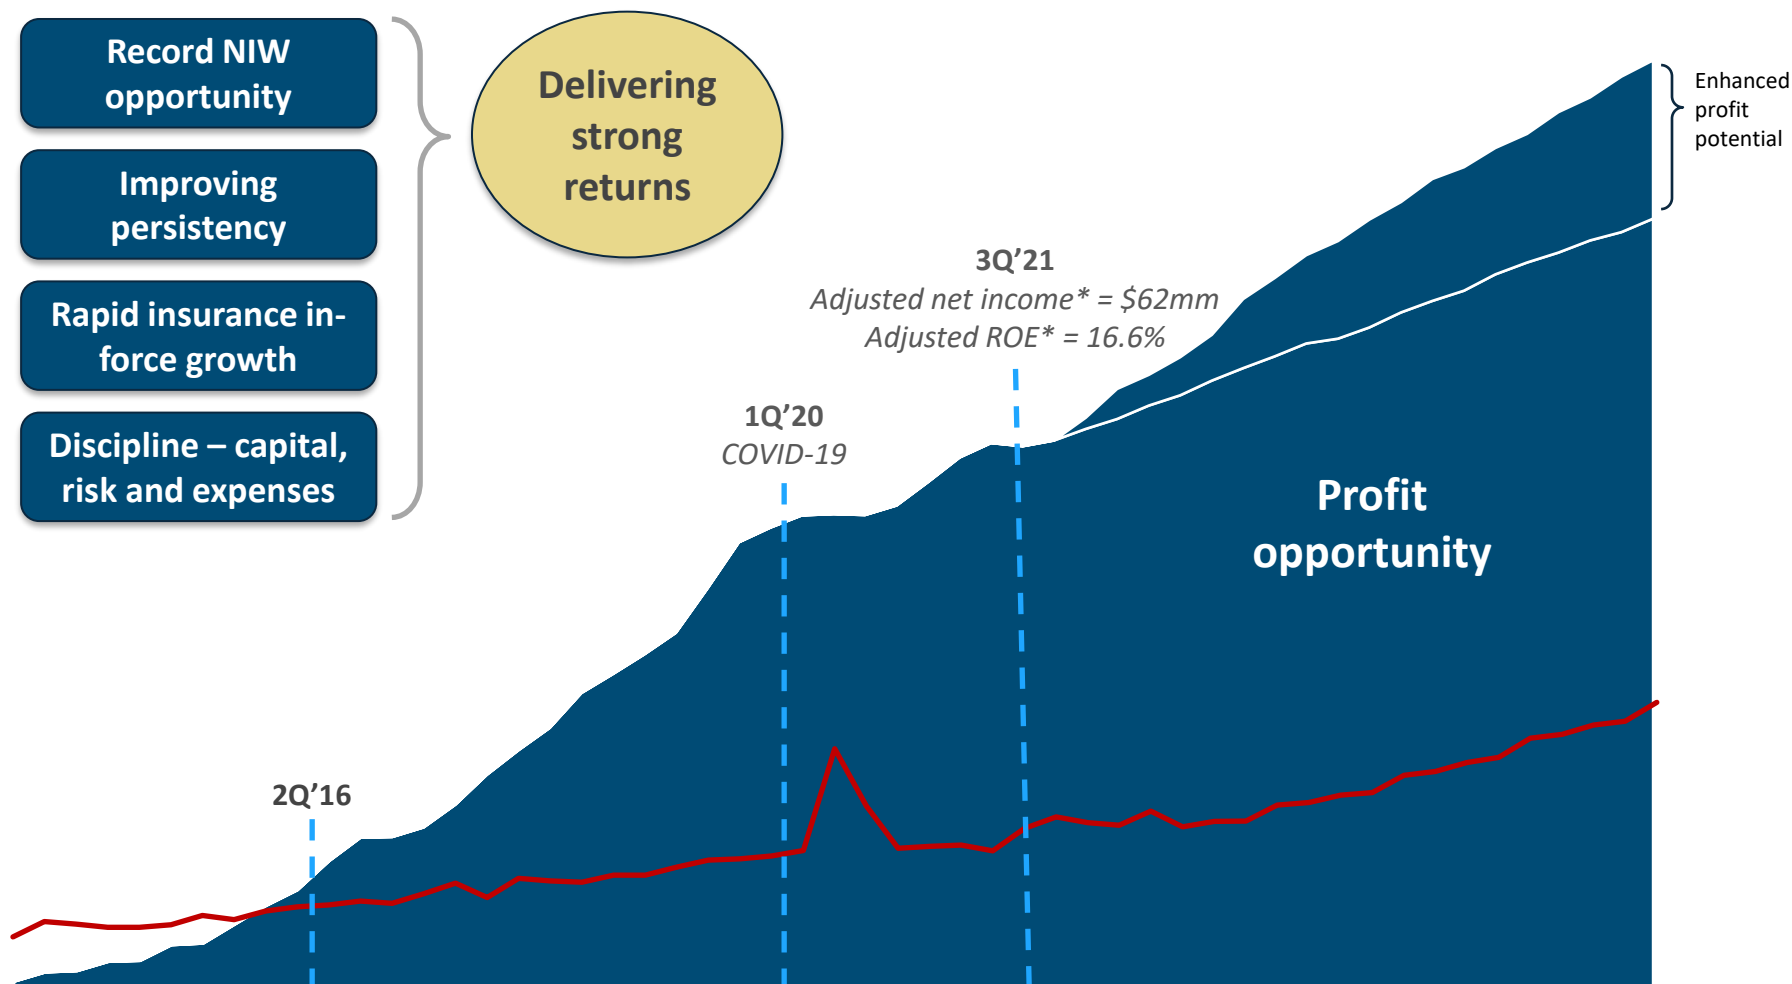 Record NIW
opportunity
Improving
persistency
Rapid insurance in-
force growth
Discipline – capital,
risk and expenses
Delivering
strong
returns
Enhanced
profit
potential
3Q’21
Adjusted net income* = $62mm
Adjusted ROE* = 16.6%
1Q’20
COVID-19
Profit
opportunity
2Q’16